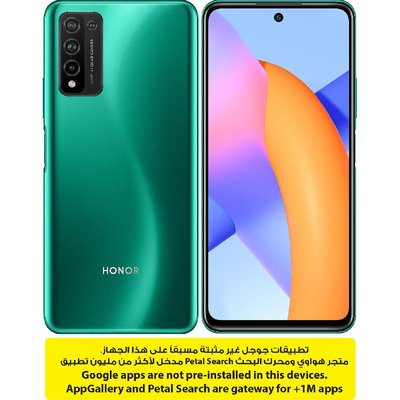 HONOR
تطبيقات جوجل غير مثبتة مسبقاً على هذا الجهاز.
متجر هواوي ومحرك البحث Petal Search مدخل لأكثر من مليون تطبيق
Google apps are not pre-installed in this devices.
AppGallery and Petal Search are gateway for +1M apps